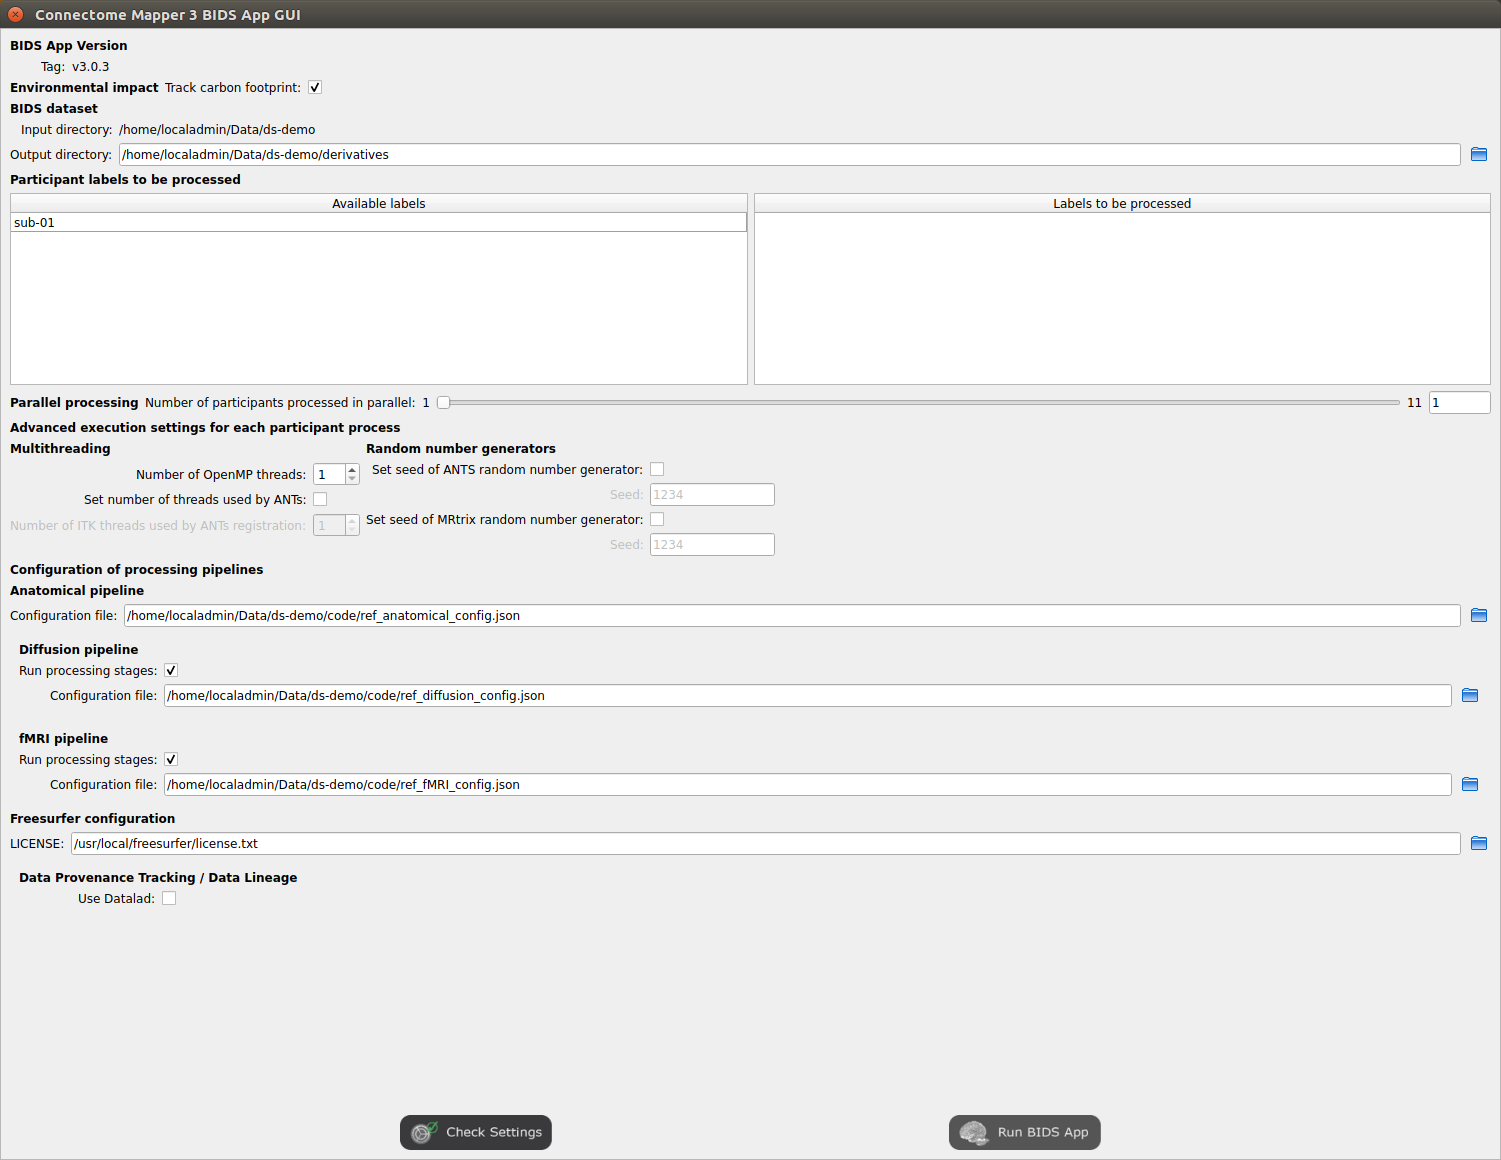 Connectome Mapper 3 BIDS App GUI
BIDS App Version
Tag: v3.0.3
Environmental impact Track carbon footprint:
BIDS dataset
Input directory: /home/localadmin/Data/ds-demo
Output directory: /home/localadmin/Data/ds-demo/derivatives
Participant labels to be processed
Available labels Labels to be processed
sub-01
Parallel processing Number of participants processed in parallel: 1 11 1
Advanced execution settings for each participant process
Multithreading Random number generators
Number of OpenMP threads: 1 Set seed of ANTS random number generator:
Set number of threads used by ANTs: Seed: 1234
Number of ITK threads used by ANTs registration: 1 Set seed of MRtrix random number generator:
Seed: 1234
Configuration of processing pipelines
Anatomical pipeline
Configuration file: /home/localadmin/Data/ds-demo/code/ref_anatomical_config.json
Diffusion pipeline
Run processing stages:
Configuration file: /home/localadmin/Data/ds-demo/code/ref_diffusion_config.json
fMRI pipeline
Run processing stages:
Configuration file: /home/localadmin/Data/ds-demo/code/ref_fMRI_config.json
Freesurfer configuration
LICENSE: /usr/local/freesurfer/license.txt
Data Provenance Tracking / Data Lineage
Use Datalad:
Check Settings Run BIDS App